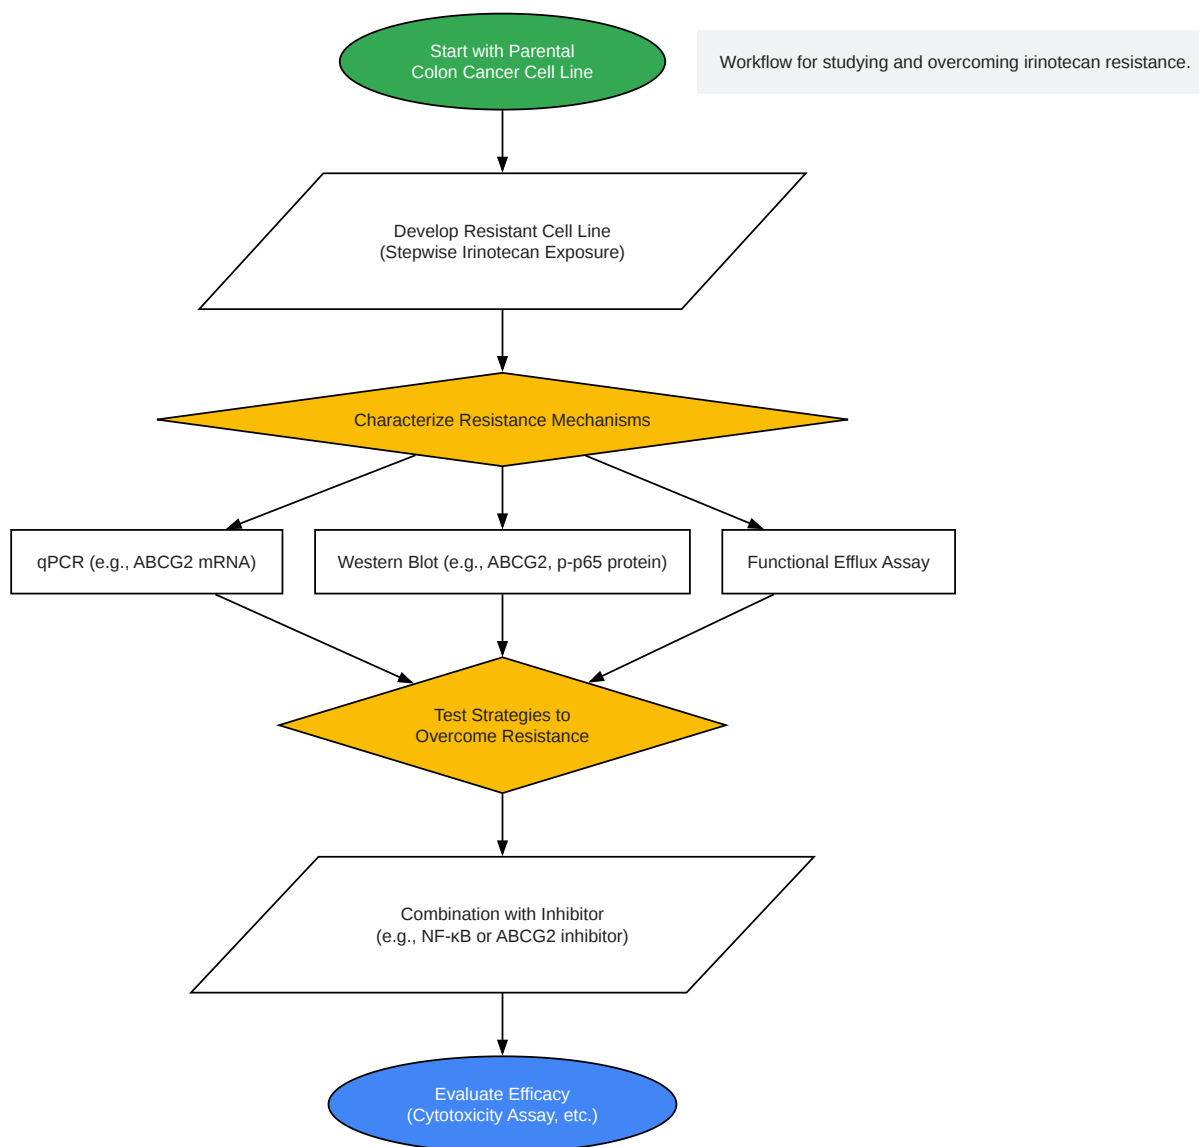 Start with Parental
Colon Cancer Cell Line
Workflow for studying and overcoming irinotecan resistance.
Develop Resistant Cell Line
(Stepwise Irinotecan Exposure)
Characterize Resistance Mechanisms
qPCR (e.g., ABCG2 mRNA)
Western Blot (e.g., ABCG2, p-p65 protein)
Functional Efflux Assay
Test Strategies to
Overcome Resistance
Combination with Inhibitor
(e.g., NF-κB or ABCG2 inhibitor)
Evaluate Efficacy
(Cytotoxicity Assay, etc.)